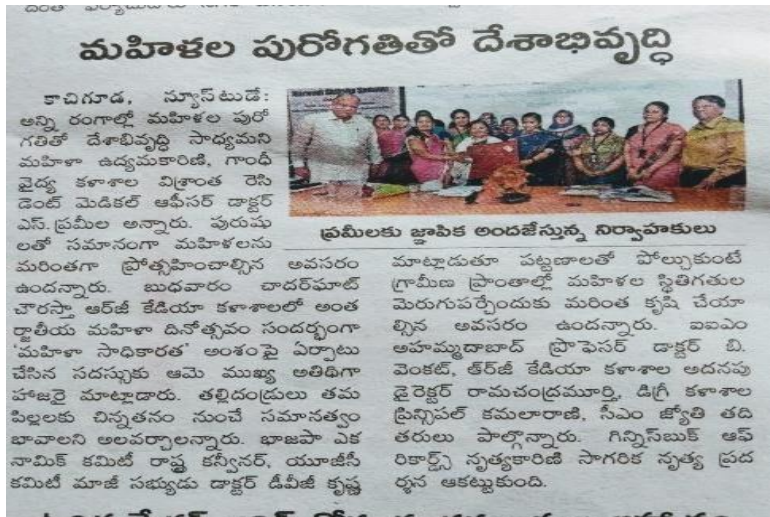 మహిళల పురోగతితో దేశాభివృద్ధి
కాచిగూడ, న్యూస్‌టుడే:
అన్ని రంగాల్లో మహిళల పురో
గతితో దేశాభివృద్ధి సాధ్యమని
మహిళా ఉద్యమకారిణి, గాంధీ
వైద్య కళాశాల విశ్రాంత రెసి
డెంట్ మెడికల్ ఆఫీసర్ డాక్టర్
ఎస్.ప్రమీల అన్నారు. పురుషు
లతో సమానంగా మహిళలను
మరింతగా ప్రోత్సహించాల్సిన అవసరం
ఉందన్నారు. బుధవారం చాదర్‌ఘాట్
చౌరస్తా ఆర్‌జీ కేడియా కళాశాలలో అంత
ర్జాతీయ మహిళా దినోత్సవం సందర్భంగా
'మహిళా సాధికారత' అంశంపై ఏర్పాటు
చేసిన సదస్సుకు ఆమె ముఖ్య అతిథిగా
హాజరై మాట్లాడారు. తల్లిదండ్రులు తమ
పిల్లలకు చిన్నతనం నుంచే సమానత్వం
భావాలని అలవర్చాలన్నారు. భాజపా ఎక
నామిక్ కమిటీ రాష్ట్ర కన్వీనర్, యూజీసీ
కమిటీ మాజీ సభ్యుడు డాక్టర్ డీవీజీ కృష్ణ
ప్రమీలకు జ్ఞాపిక అందజేస్తున్న నిర్వాహకులు
మాట్లాడుతూ పట్టణాలతో పోల్చుకుంటే
గ్రామీణ ప్రాంతాల్లో మహిళల స్థితిగతుల
మెరుగుపర్చేందుకు మరింత కృషి చేయా
ల్సిన అవసరం ఉందన్నారు. ఐఐఎం
అహ్మదాబాద్ ప్రొఫెసర్ డాక్టర్ బి.
వెంకట్, ఆర్‌జీ కేడియా కళాశాల అదనపు
డైరెక్టర్ రామచంద్రమూర్తి, డిగ్రీ కళాశాల
ప్రిన్సిపల్ కమలారాణి, సీఎం జ్యోతి తది
తరులు పాల్గొన్నారు. గిన్నిస్‌బుక్ ఆఫ్
రికార్డ్స్ నృత్యకారిణి సాగరిక నృత్య ప్రద
ర్శన ఆకట్టుకుంది.